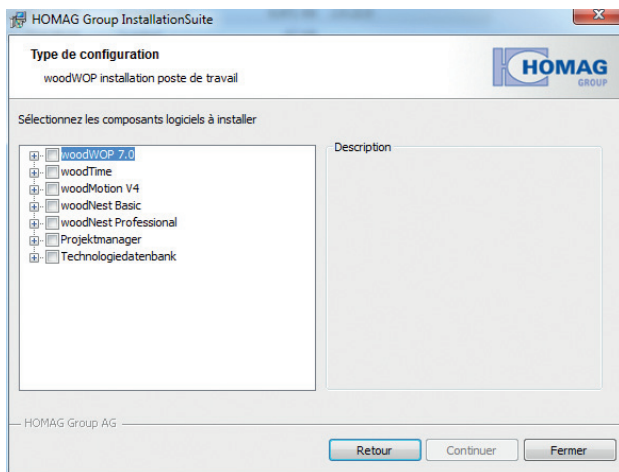 HOMAG Group InstallationSuite
Type de configuration
woodWOP installation poste de travail
HOMAG
GROUP
Sélectionnez les composants logiciels à installer
woodWOP 7.0
woodTime
woodMotion V4
woodNest Basic
woodNest Professional
Projektmanager
Technologiedatenbank
Description
HOMAG Group AG
Retour
Continuer
Fermer